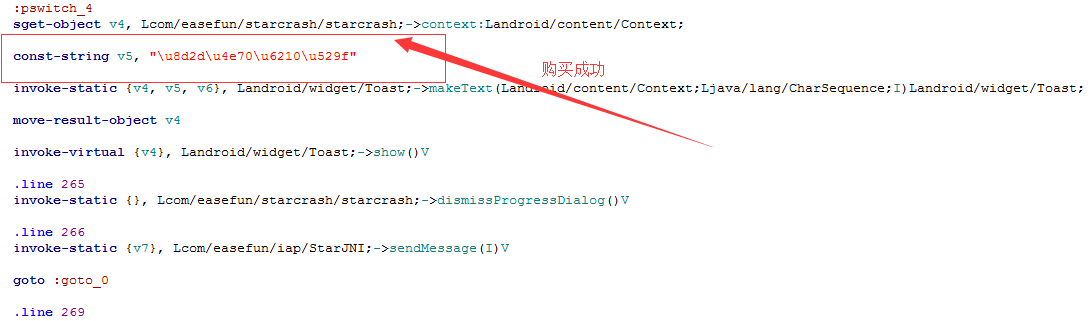 :pswitch_4
sget-object v4, Lcom/easefun/starcrash/starcrash;->context:Landroid/content/Context;
const-string v5, "\u8d2d\u4e70\u6210\u529f"
购买成功
invoke-static {v4, v5, v6}, Landroid/widget/Toast;->makeText(Landroid/content/Context;Ljava/lang/CharSequence;I)Landroid/widget/Toast;
move-result-object v4
invoke-virtual {v4}, Landroid/widget/Toast;->show()V
.line 265
invoke-static {}, Lcom/easefun/starcrash/starcrash;->dismissProgressDialog()V
.line 266
invoke-static {v7}, Lcom/easefun/iap/StarJNI;->sendMessage(I)V
goto :goto_0
.line 269